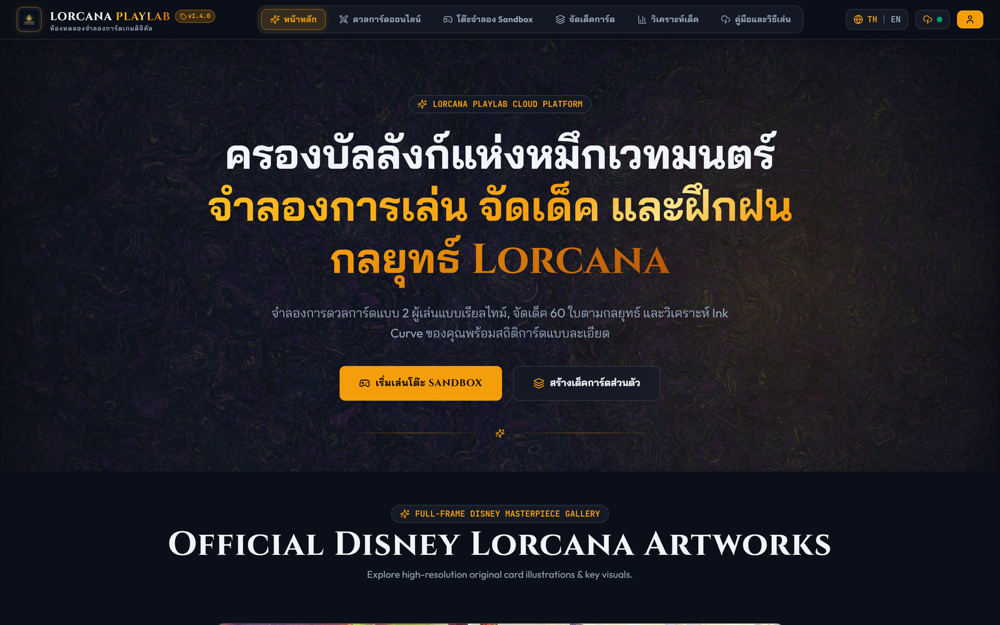 LORCANA PLAYLAB v1.4.0
ห้องทดลองจำลองการ์ดเกมดิจิทัล
หน้าหลัก ดวลการ์ดออนไลน์ โต๊ะจำลอง Sandbox จัดเด็คการ์ด วิเคราะห์เด็ค คู่มือและวิธีเล่น TH | EN
LORCANA PLAYLAB CLOUD PLATFORM
ครองบัลลังก์แห่งหมึกเวทมนตร์
จำลองการเล่น จัดเด็ค และฝึกฝน
กลยุทธ์ LORCANA
จำลองการดวลการ์ดแบบ 2 ผู้เล่นแบบเรียลไทม์, จัดเด็ค 60 ใบตามกลยุทธ์ และวิเคราะห์ Ink
Curve ของคุณพร้อมสถิติการ์ดแบบละเอียด
เริ่มเล่นโต๊ะ SANDBOX สร้างเด็คการ์ดส่วนตัว
FULL-FRAME DISNEY MASTERPIECE GALLERY
OFFICIAL DISNEY LORCANA ARTWORKS
Explore high-resolution original card illustrations & key visuals.